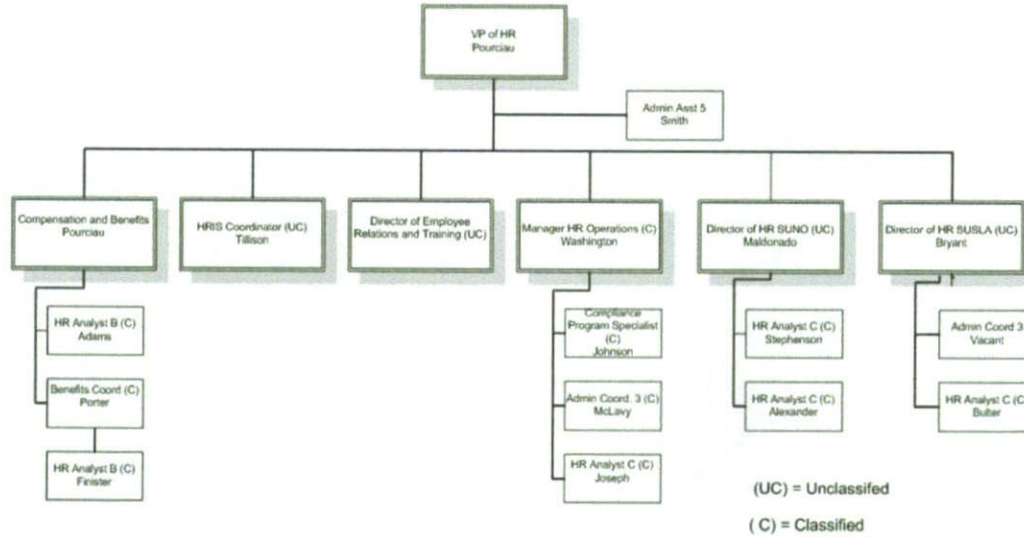 VP of HR
Pourciau
Admin Asst 5
Smith
Compensation and Benefits
Pourciau
HRIS Coordinator (UC)
Tillison
Director of Employee
Relations and Training (UC)
Manager HR Operations (C)
Washington
Director of HR SUNO (UC)
Maldonado
Director of HR SUSLA (UC)
Bryant
HR Analyst B (C)
Adams
Benefits Coord (C)
Porter
HR Analyst B (C)
Finister
Compliance
Program Specialist
(C)
Johnson
Admin Coord. 3 (C)
McLavy
HR Analyst C (C)
Joseph
HR Analyst C (C)
Stephenson
HR Analyst C (C)
Alexander
Admin Coord 3
Vacant
HR Analyst C (C
Bulter
(UC) = Unclassifed
( C) = Classified